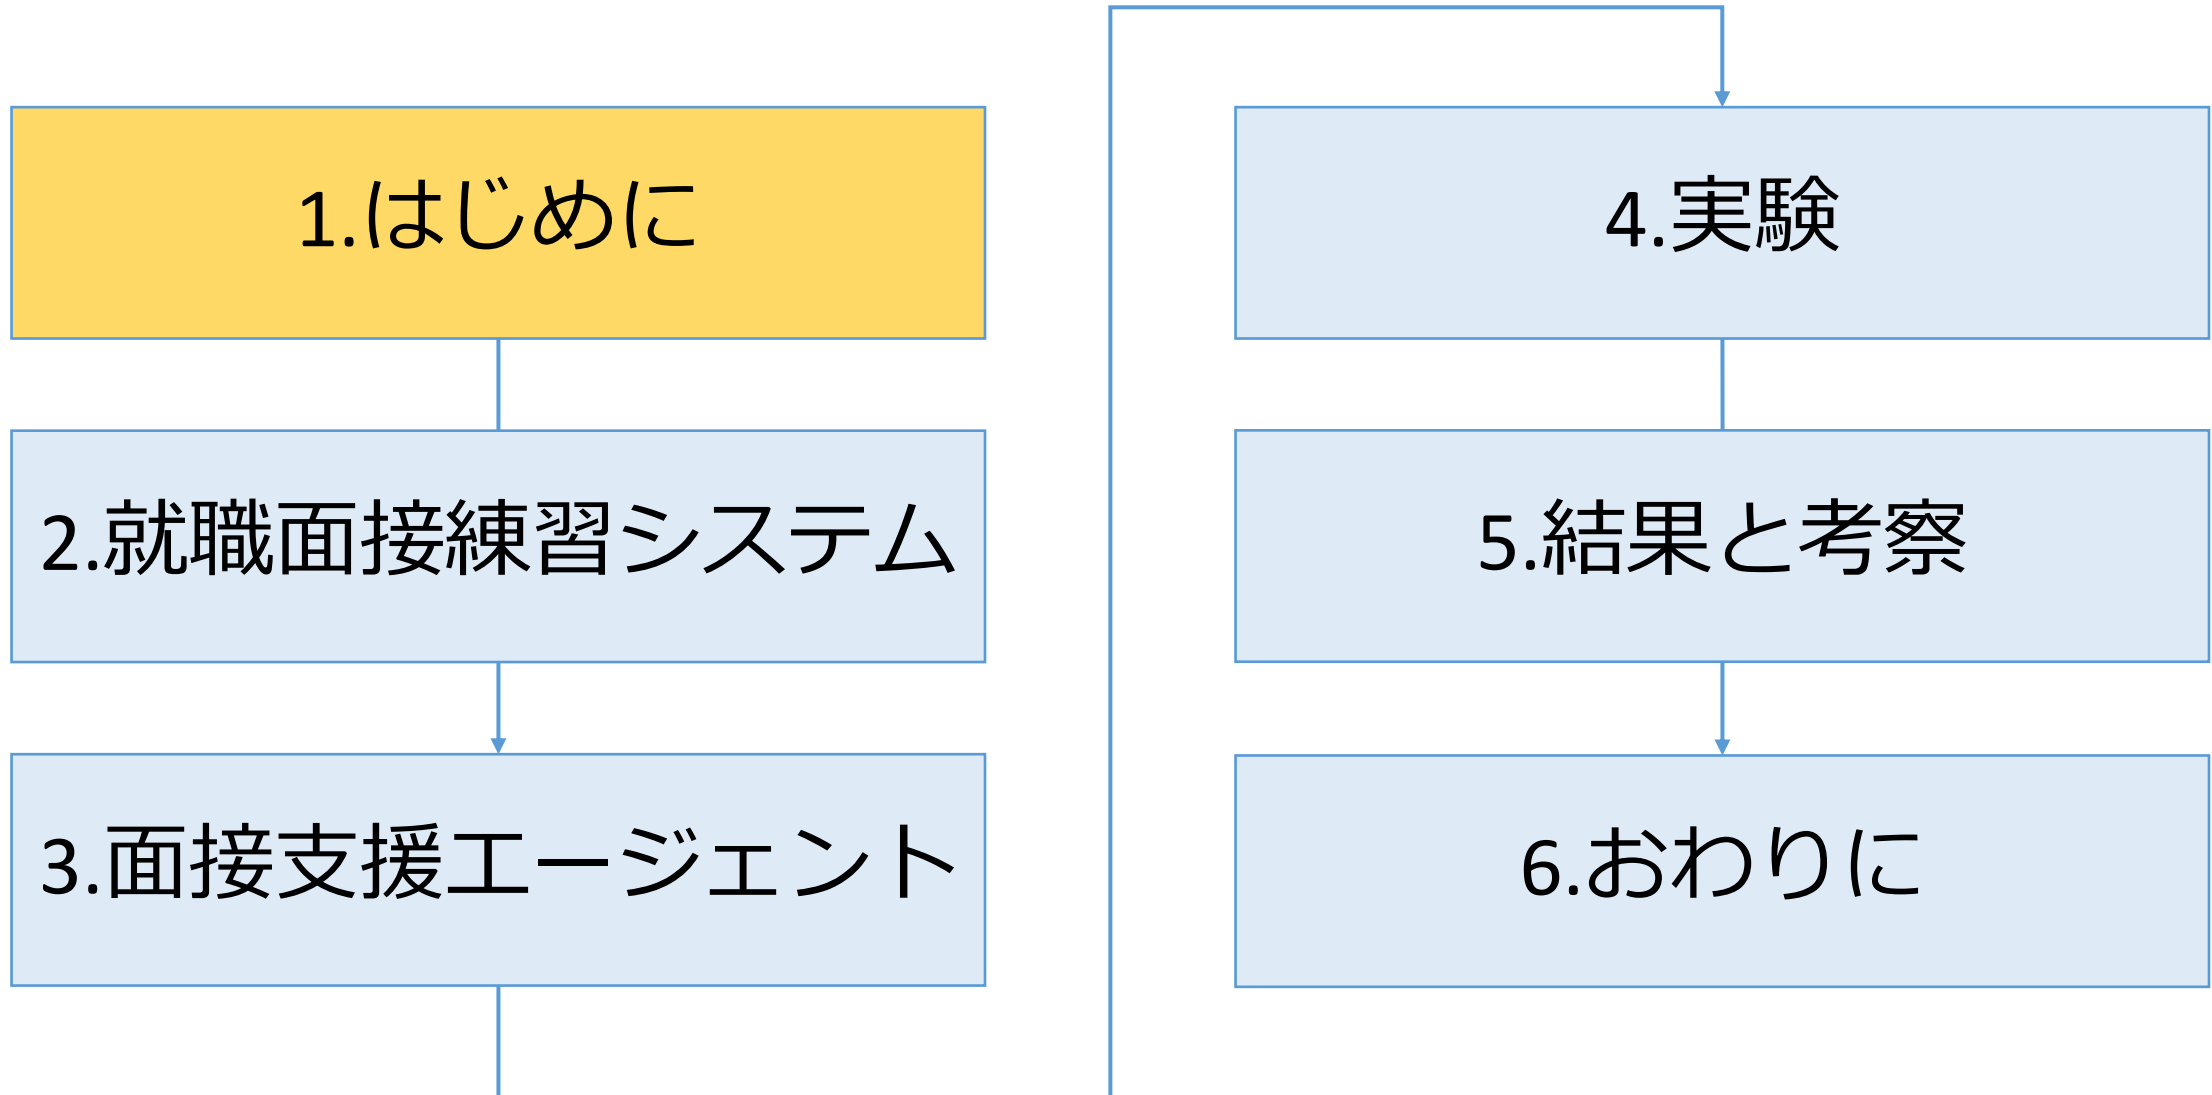 1.はじめに
2.就職面接練習システム
3.面接支援エージェント
4.実験
5.結果と考察
6.おわりに